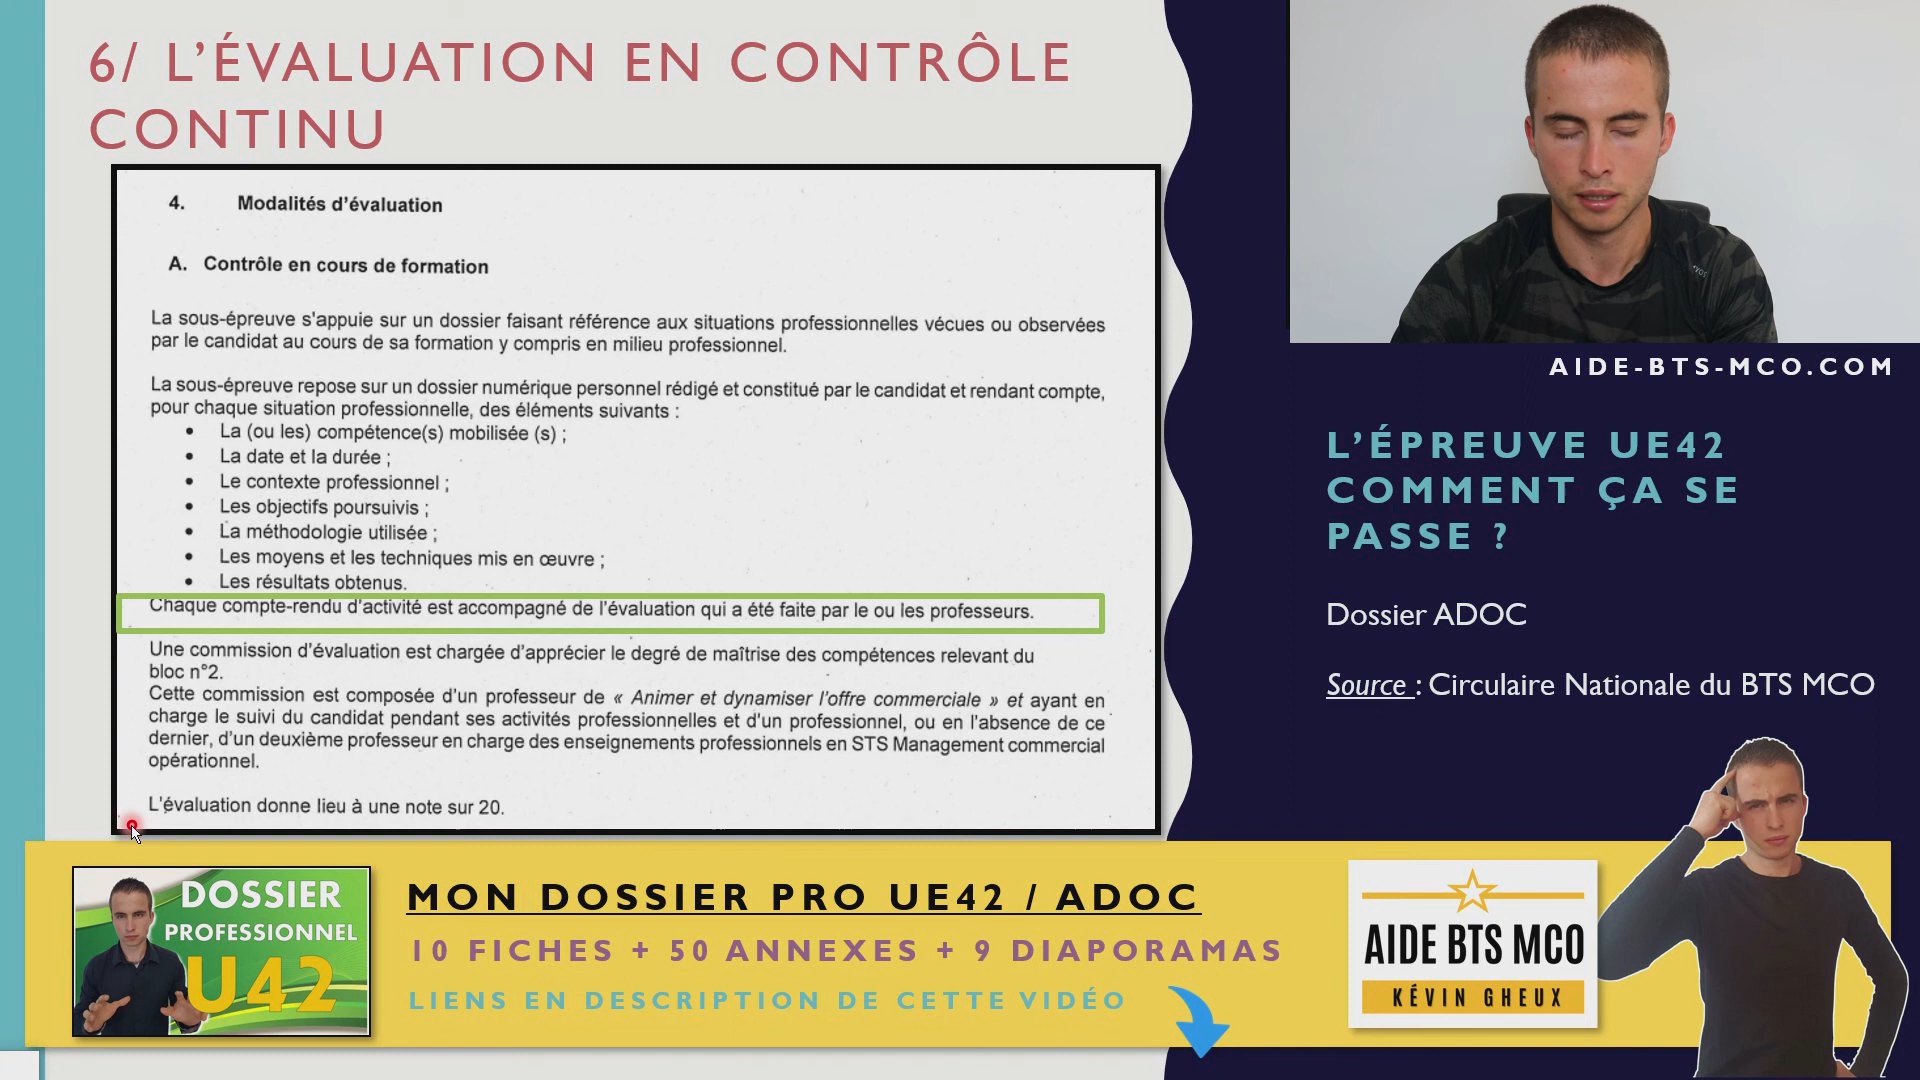 6/ L'ÉVALUATION EN CONTRÔLE
CONTINU
4. Modalités d'évaluation
A. Contrôle en cours de formation
La sous-épreuve s'appuie sur un dossier faisant référence aux situations professionnelles vécues ou observées
par le candidat au cours de sa formation y compris en milieu professionnel.
La sous-épreuve repose sur un dossier numérique personnel rédigé et constitué par le candidat et rendant compte,
pour chaque situation professionnelle, des éléments suivants :
• La (ou les) compétence(s) mobilisée (s) ;
• La date et la durée ;
• Le contexte professionnel ;
• Les objectifs poursuivis ;
• La méthodologie utilisée ;
• Les moyens et les techniques mis en œuvre ;
• Les résultats obtenus.
Chaque compte-rendu d'activité est accompagné de l'évaluation qui a été faite par le ou les professeurs.
Une commission d'évaluation est chargée d'apprécier le degré de maîtrise des compétences relevant du
bloc n°2.
Cette commission est composée d'un professeur de « Animer et dynamiser l'offre commerciale » et ayant en
charge le suivi du candidat pendant ses activités professionnelles et d'un professionnel, ou en l'absence de ce
dernier, d'un deuxième professeur en charge des enseignements professionnels en STS Management commercial
opérationnel.
L'évaluation donne lieu à une note sur 20.
AIDE-BTS-MCO.COM
L'ÉPREUVE UE42
COMMENT ÇA SE
PASSE ?
Dossier ADOC
Source : Circulaire Nationale du BTS MCO
DOSSIER
PROFESSIONNEL
U42
MON DOSSIER PRO UE42 / ADOC
10 FICHES + 50 ANNEXES + 9 DIAPORAMAS
LIENS EN DESCRIPTION DE CETTE VIDÉO
AIDE BTS MCO
KÉVIN GHEUX